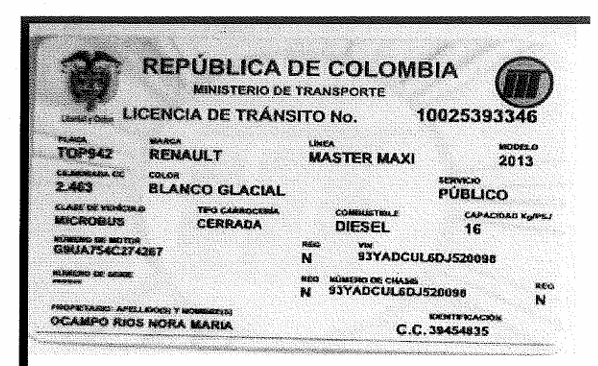 REPÚBLICA DE COLOMBIA
MINISTERIO DE TRANSPORTE
Libertad y Orden
LICENCIA DE TRÁNSITO No. 10025393346
PLACA MARCA LÍNEA MODELO
TOP942 RENAULT MASTER MAXI 2013
CILINDRADA CC COLOR SERVICIO
2.463 BLANCO GLACIAL PÚBLICO
CLASE DE VEHÍCULO TIPO CARROCERÍA COMBUSTIBLE CAPACIDAD Kg/PSJ
MICROBUS CERRADA DIESEL 16
NÚMERO DE MOTOR REG VIN
G9UA754C274267 N 93YADCUL6DJ520098
NÚMERO DE SERIE REG NÚMERO DE CHASIS REG
****** N 93YADCUL6DJ520098 N
PROPIETARIO: APELLIDO(S) Y NOMBRE(S) IDENTIFICACIÓN
OCAMPO RIOS NORA MARIA C.C. 39454835